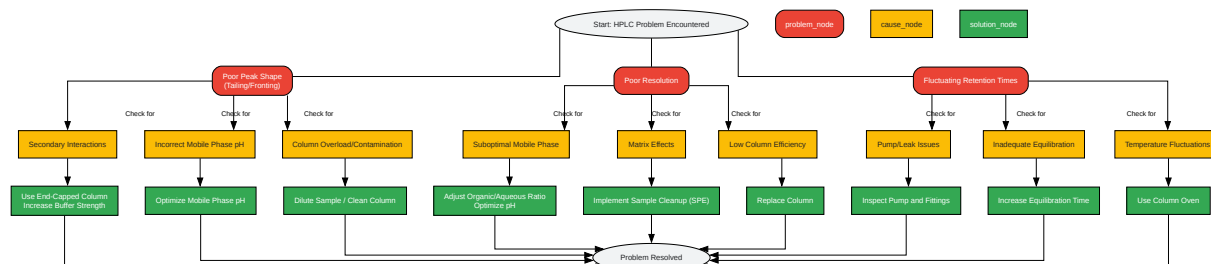 Start: HPLC Problem Encountered
problem_node
cause_node
solution_node
Poor Peak Shape
(Tailing/Fronting)
Poor Resolution
Fluctuating Retention Times
Check for
Check for
Check for
Check for
Check for
Check for
Check for
Check for
Check for
Secondary Interactions
Incorrect Mobile Phase pH
Column Overload/Contamination
Suboptimal Mobile Phase
Matrix Effects
Low Column Efficiency
Pump/Leak Issues
Inadequate Equilibration
Temperature Fluctuations
Use End-Capped Column
Increase Buffer Strength
Optimize Mobile Phase pH
Dilute Sample / Clean Column
Adjust Organic/Aqueous Ratio
Optimize pH
Implement Sample Cleanup (SPE)
Replace Column
Inspect Pump and Fittings
Increase Equilibration Time
Use Column Oven
Problem Resolved